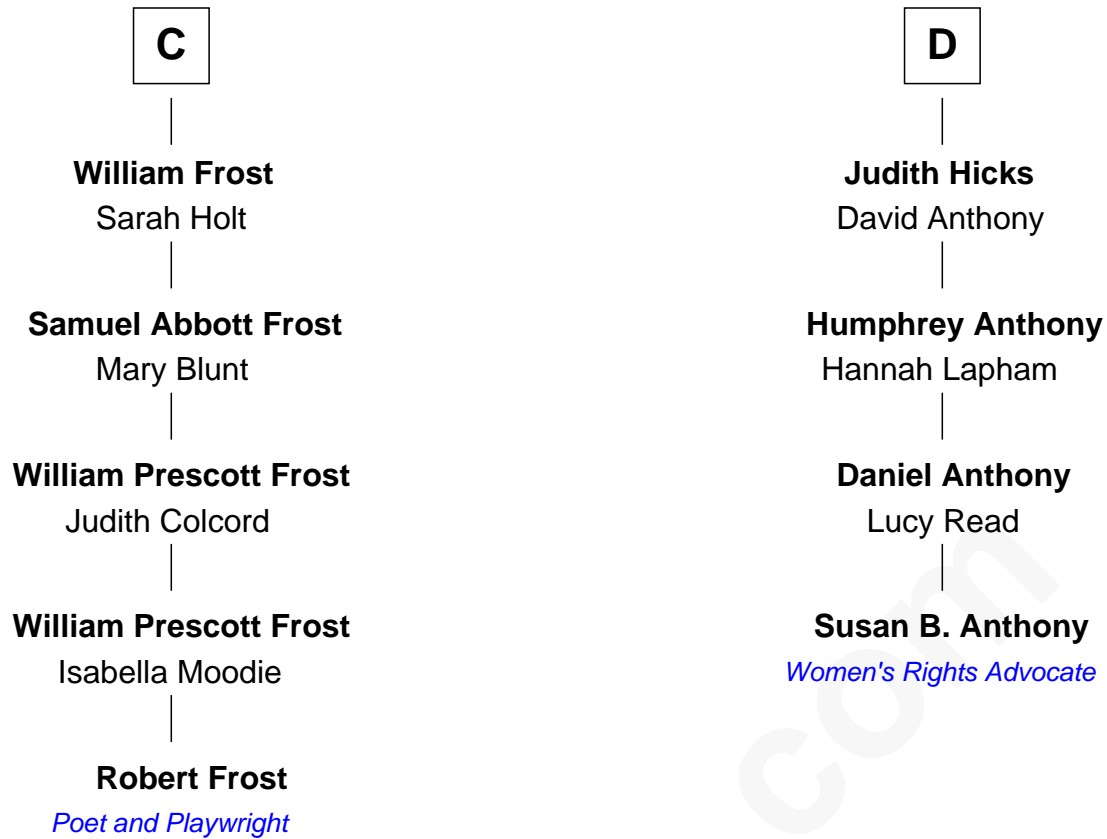 C
William Frost
Sarah Holt
Samuel Abbott Frost
Mary Blunt
William Prescott Frost
Judith Colcord
William Prescott Frost
Isabella Moodie
Robert Frost
Poet and Playwright
D
Judith Hicks
David Anthony
Humphrey Anthony
Hannah Lapham
Daniel Anthony
Lucy Read
Susan B. Anthony
Women's Rights Advocate
com